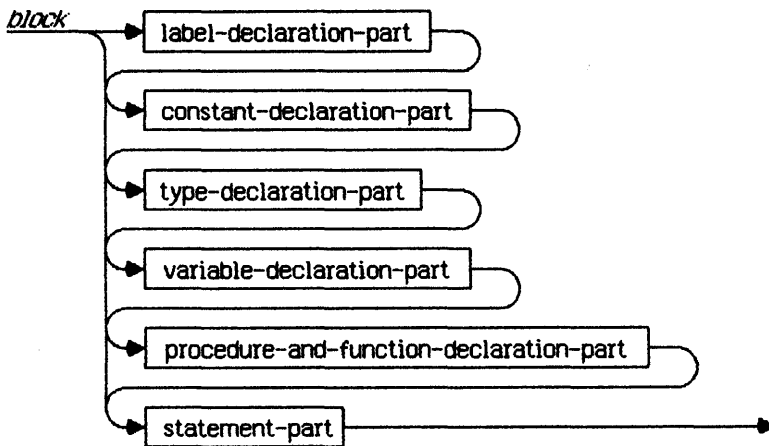 block
label-declaration-part
constant-declaration-part
type-declaration-part
variable-declaration-part
procedure-and-function-declaration-part
statement-part